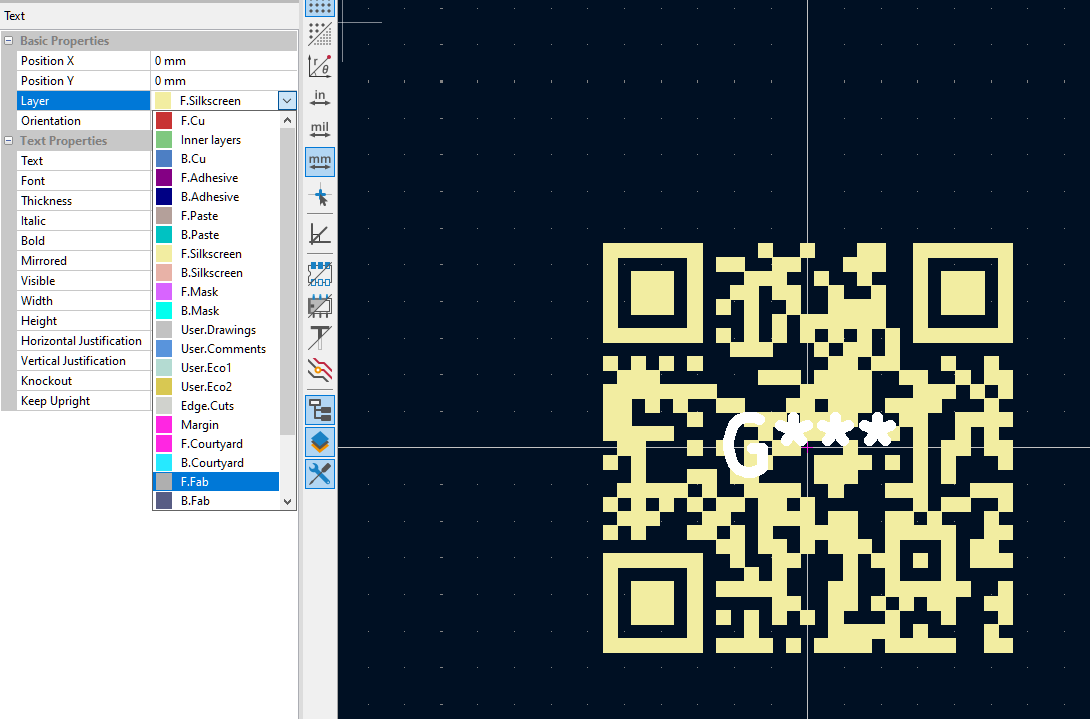 Text
Basic Properties
Position X 0 mm
Position Y 0 mm
Layer F.Silkscreen
Orientation
Text Properties
Text
Font
Thickness
Italic
Bold
Mirrored
Visible
Width
Height
Horizontal Justification
Vertical Justification
Knockout
Keep Upright
F.Cu
Inner layers
B.Cu
F.Adhesive
B.Adhesive
F.Paste
B.Paste
F.Silkscreen
B.Silkscreen
F.Mask
B.Mask
User.Drawings
User.Comments
User.Eco1
User.Eco2
Edge.Cuts
Margin
F.Courtyard
B.Courtyard
F.Fab
B.Fab
r θ
in
mil
mm
G***